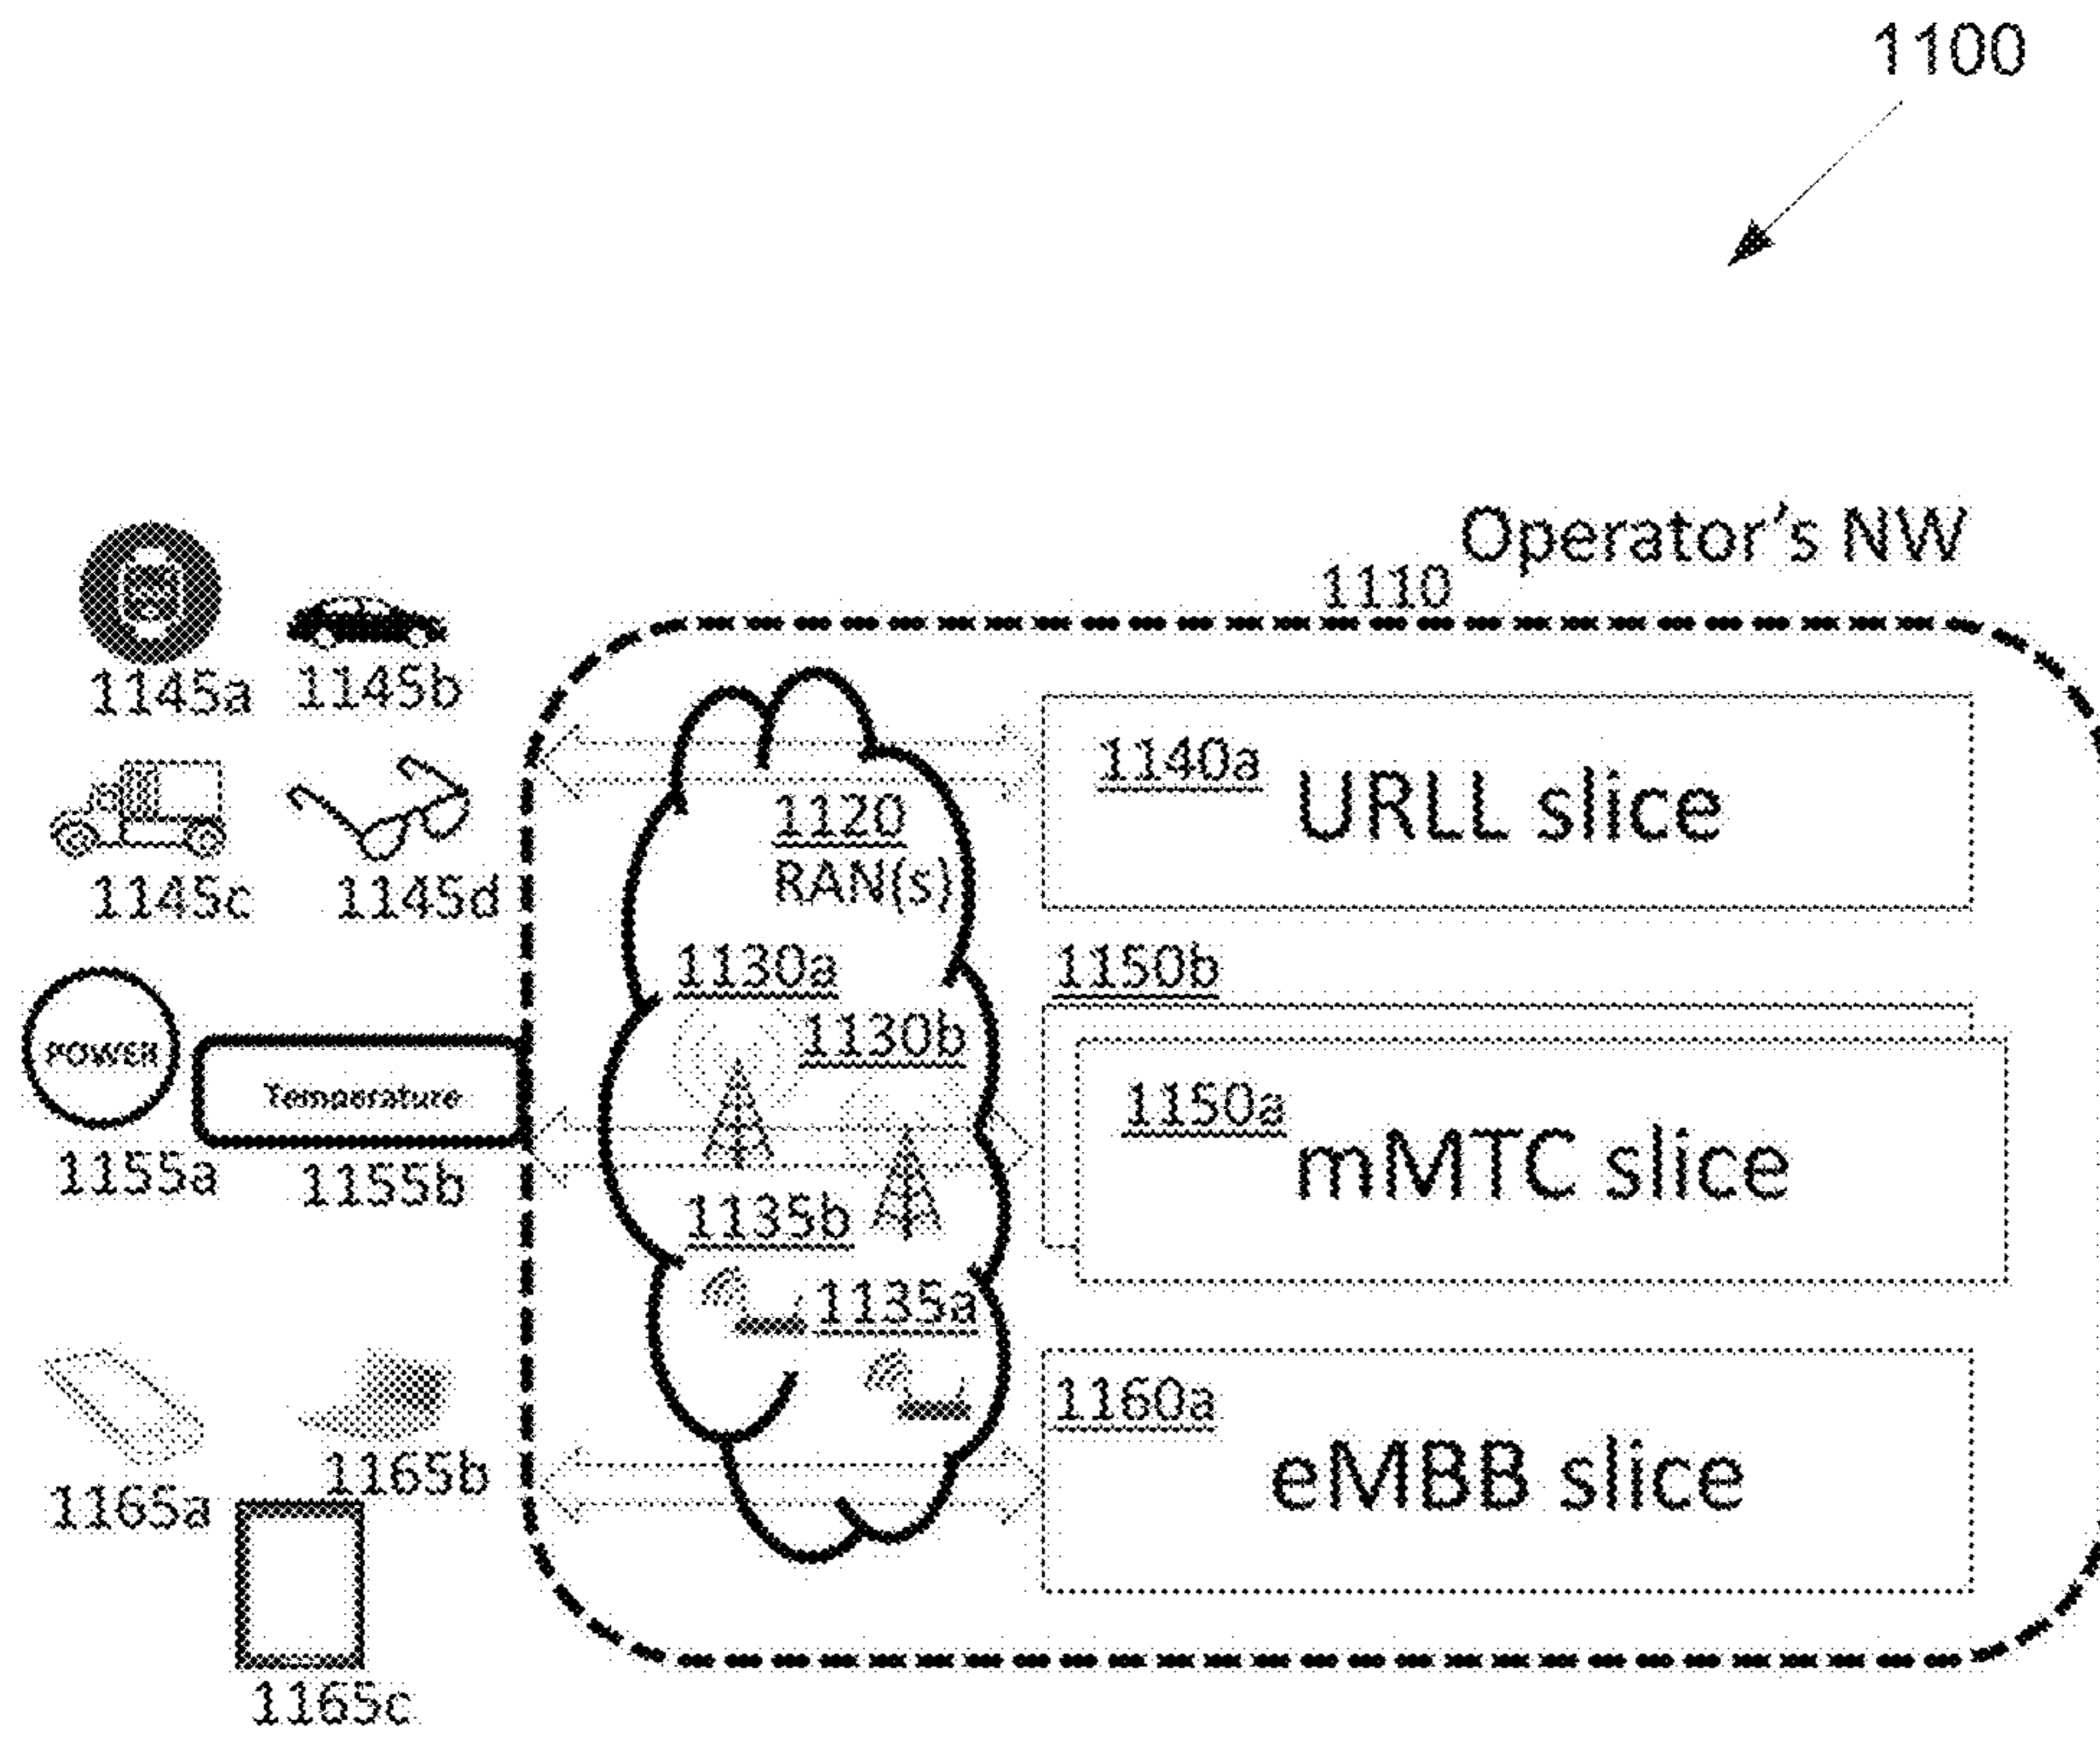 1100
Operator's NW
1110
1145a
1145b
1145c
1145d
1140a
URLL slice
1120
RAN(s)
1130a
1130b
1150b
1150a
mMTC slice
POWER
Temperature
1155a
1155b
1135b
1135a
1160a
eMBB slice
1165a
1165b
1165c